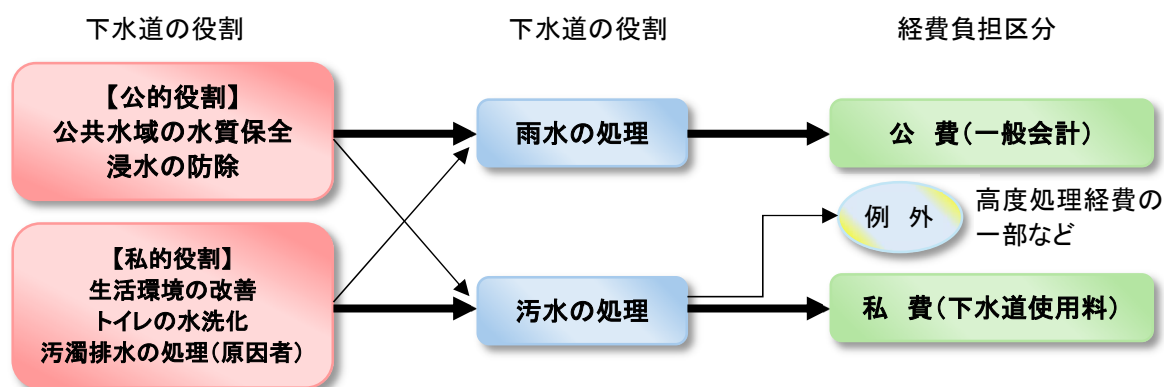 下水道の役割
下水道の役割
経費負担区分
【公的役割】
公共水域の水質保全
浸水の防除
雨水の処理
公　費(一般会計)
例　外
高度処理経費の
一部など
【私的役割】
生活環境の改善
トイレの水洗化
汚濁排水の処理(原因者)
汚水の処理
私　費(下水道使用料)